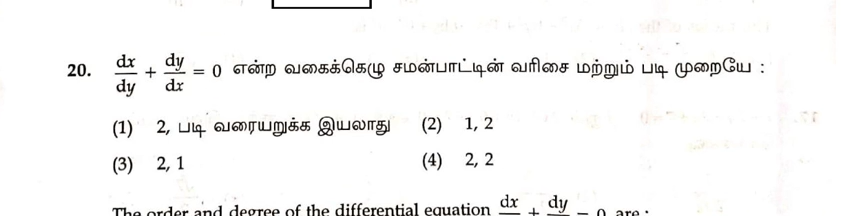 20. dx/dy + dy/dx = 0 என்ற வகைக்கெழு சமன்பாட்டின் வரிசை மற்றும் படி முறையே :
(1) 2, படி வரையறுக்க இயலாது (2) 1, 2
(3) 2, 1 (4) 2, 2
The order and degree of the differential equation dx + dy = 0 are :